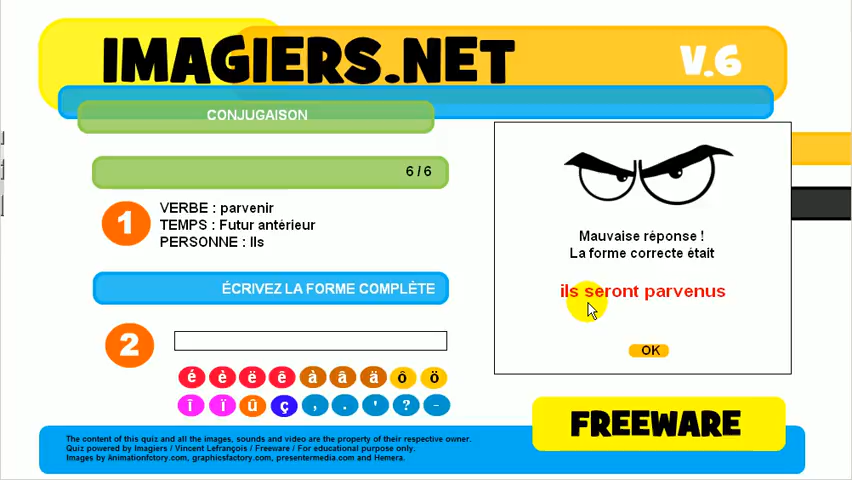 IMAGIERS.NET
V.6
CONJUGAISON
6 / 6
1
VERBE : parvenir
TEMPS : Futur antérieur
PERSONNE : Ils
ÉCRIVEZ LA FORME COMPLÈTE
2
é è ë ê à â ä ô ö
î ï û ç , . ' ? -
Mauvaise réponse !
La forme correcte était
ils seront parvenus
OK
FREEWARE
The content of this quiz and all the images, sounds and video are the property of their respective owner.
Quiz powered by Imagiers / Vincent Lefrançois / Freeware / For educational purpose only.
Images by Animationfctory.com, graphicsfactory.com, presentermedia.com and Hemera.